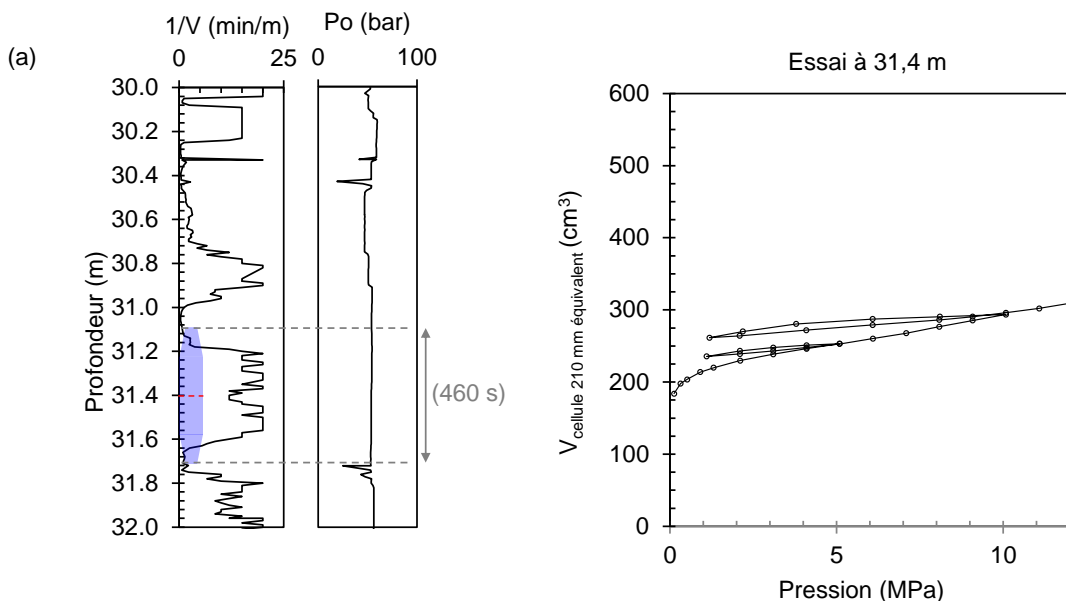 (a)
1/V (min/m)
0 25
Po (bar)
0 100
Profondeur (m)
30.0
30.2
30.4
30.6
30.8
31.0
31.2
31.4
31.6
31.8
32.0
(460 s)
Essai à 31,4 m
V cellule 210 mm équivalent (cm³)
600
500
400
300
200
100
0
0 5 10
Pression (MPa)